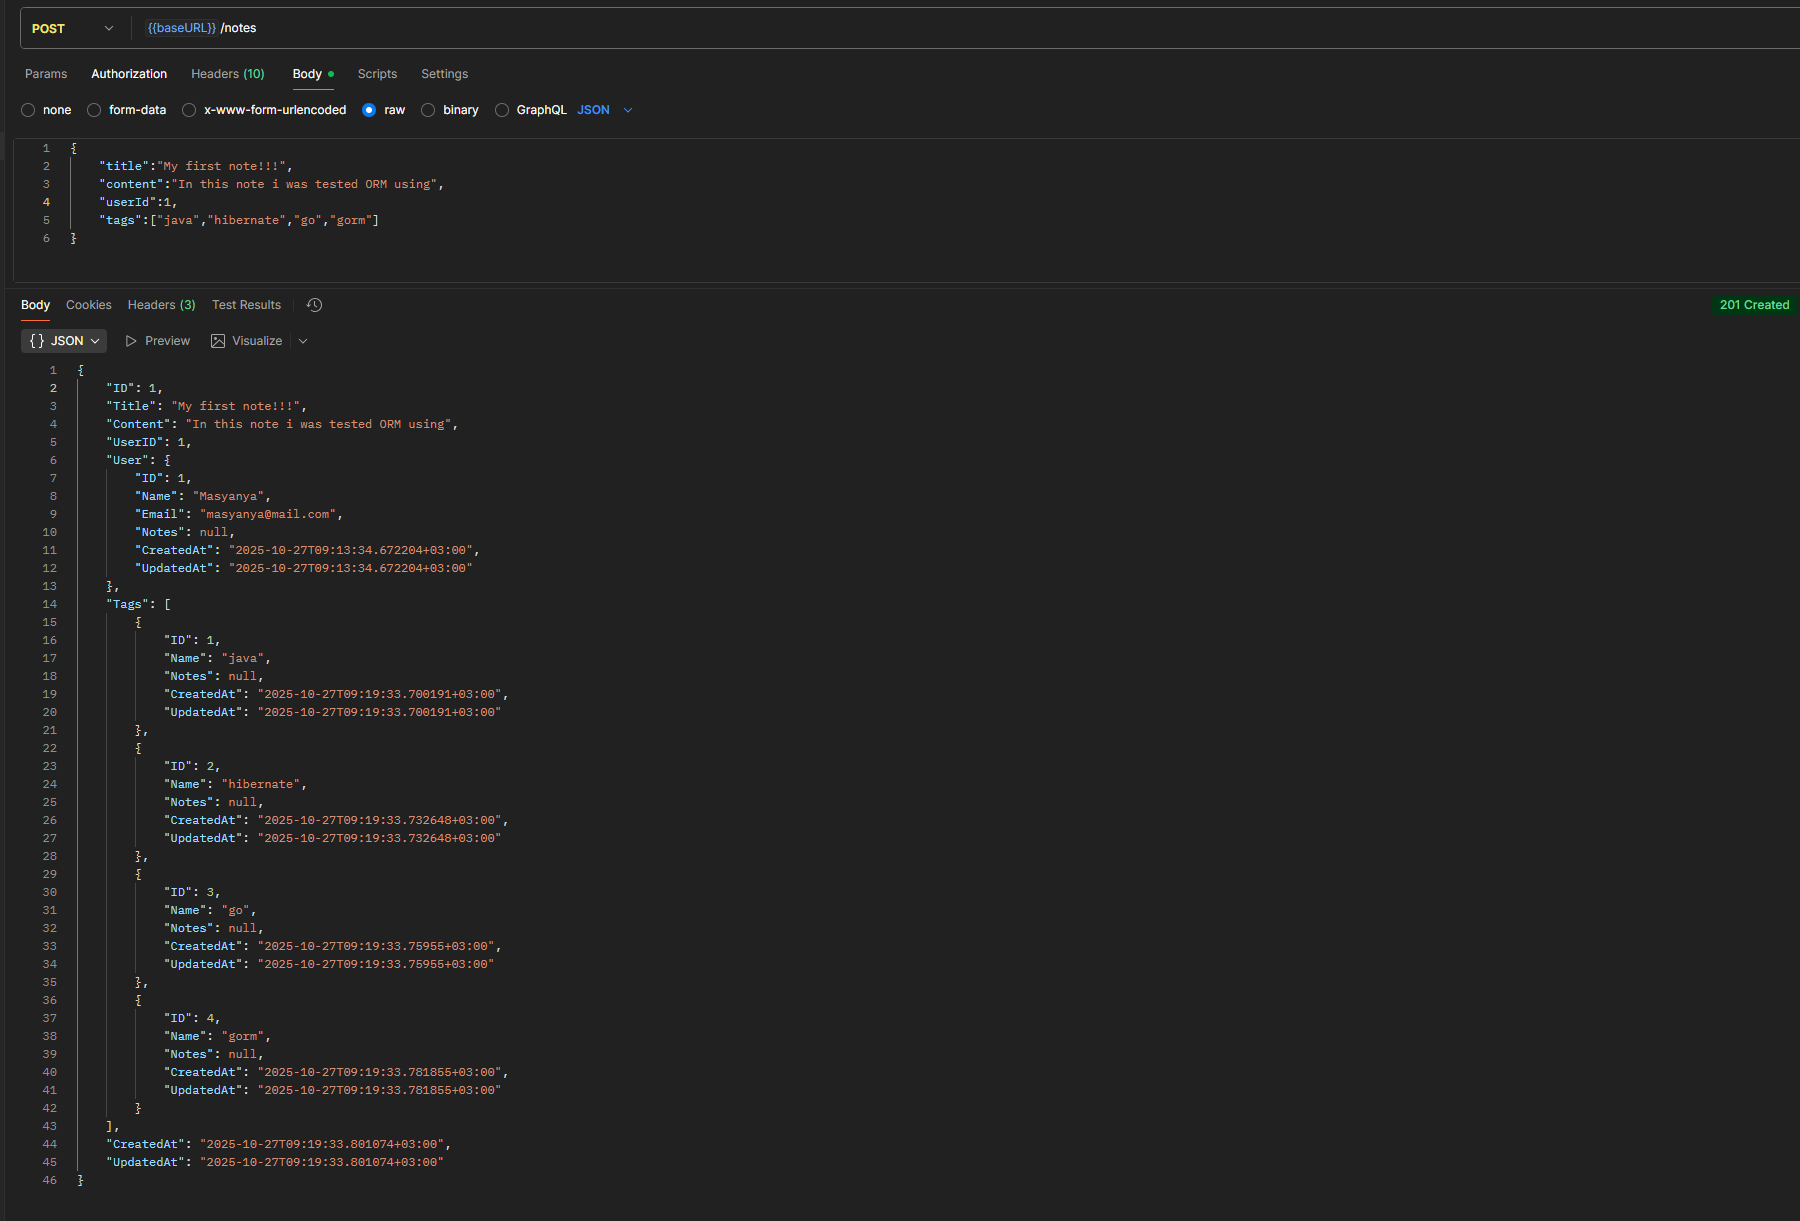 POST {{baseURL}} /notes
Params Authorization Headers (10) Body Scripts Settings
none form-data x-www-form-urlencoded raw binary GraphQL JSON
1 {
2 "title":"My first note!!!",
3 "content":"In this note i was tested ORM using",
4 "userId":1,
5 "tags":["java","hibernate","go","gorm"]
6 }
Body Cookies Headers (3) Test Results 201 Created
{} JSON Preview Visualize
1 {
2 "ID": 1,
3 "Title": "My first note!!!",
4 "Content": "In this note i was tested ORM using",
5 "UserID": 1,
6 "User": {
7 "ID": 1,
8 "Name": "Masyanya",
9 "Email": "masyanya@mail.com",
10 "Notes": null,
11 "CreatedAt": "2025-10-27T09:13:34.672204+03:00",
12 "UpdatedAt": "2025-10-27T09:13:34.672204+03:00"
13 },
14 "Tags": [
15 {
16 "ID": 1,
17 "Name": "java",
18 "Notes": null,
19 "CreatedAt": "2025-10-27T09:19:33.700191+03:00",
20 "UpdatedAt": "2025-10-27T09:19:33.700191+03:00"
21 },
22 {
23 "ID": 2,
24 "Name": "hibernate",
25 "Notes": null,
26 "CreatedAt": "2025-10-27T09:19:33.732648+03:00",
27 "UpdatedAt": "2025-10-27T09:19:33.732648+03:00"
28 },
29 {
30 "ID": 3,
31 "Name": "go",
32 "Notes": null,
33 "CreatedAt": "2025-10-27T09:19:33.75955+03:00",
34 "UpdatedAt": "2025-10-27T09:19:33.75955+03:00"
35 },
36 {
37 "ID": 4,
38 "Name": "gorm",
39 "Notes": null,
40 "CreatedAt": "2025-10-27T09:19:33.781855+03:00",
41 "UpdatedAt": "2025-10-27T09:19:33.781855+03:00"
42 }
43 ],
44 "CreatedAt": "2025-10-27T09:19:33.801074+03:00",
45 "UpdatedAt": "2025-10-27T09:19:33.801074+03:00"
46 }